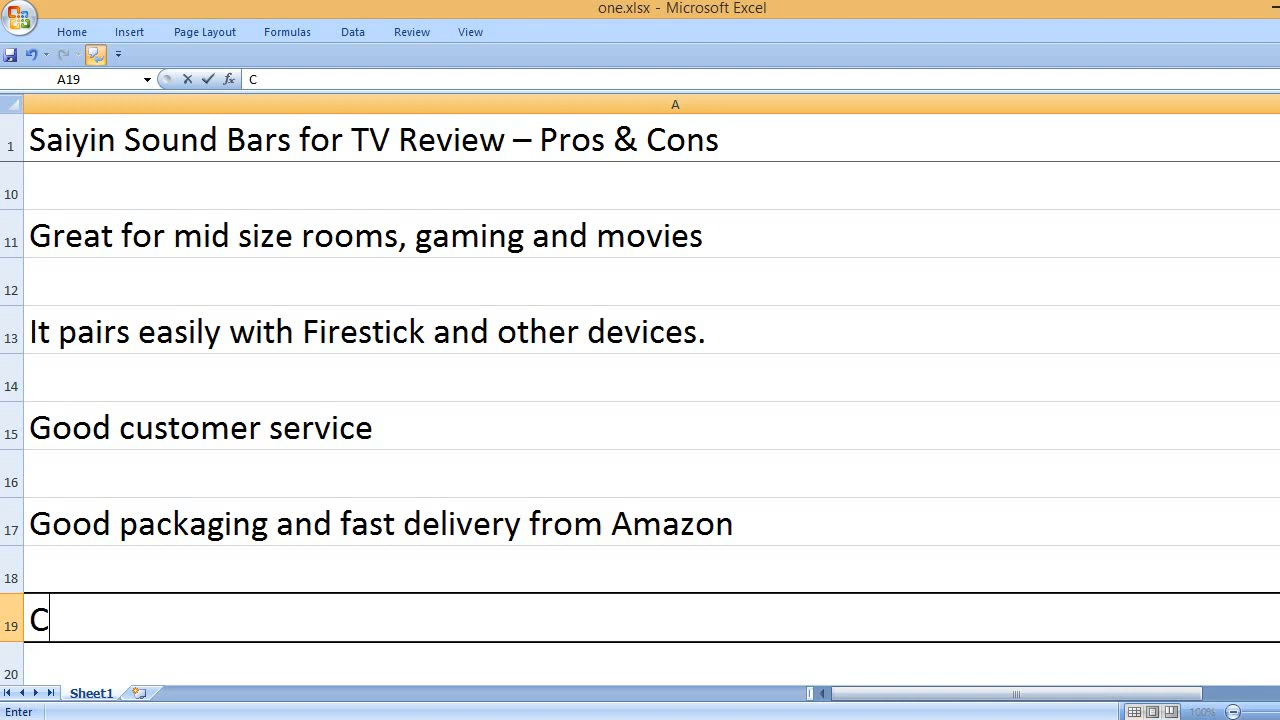 one.xlsx - Microsoft Excel
Home Insert Page Layout Formulas Data Review View
A19 fx C
A
1 Saiyin Sound Bars for TV Review – Pros & Cons
10
11 Great for mid size rooms, gaming and movies
12
13 It pairs easily with Firestick and other devices.
14
15 Good customer service
16
17 Good packaging and fast delivery from Amazon
18
19 C
20
Sheet1
Enter 100%